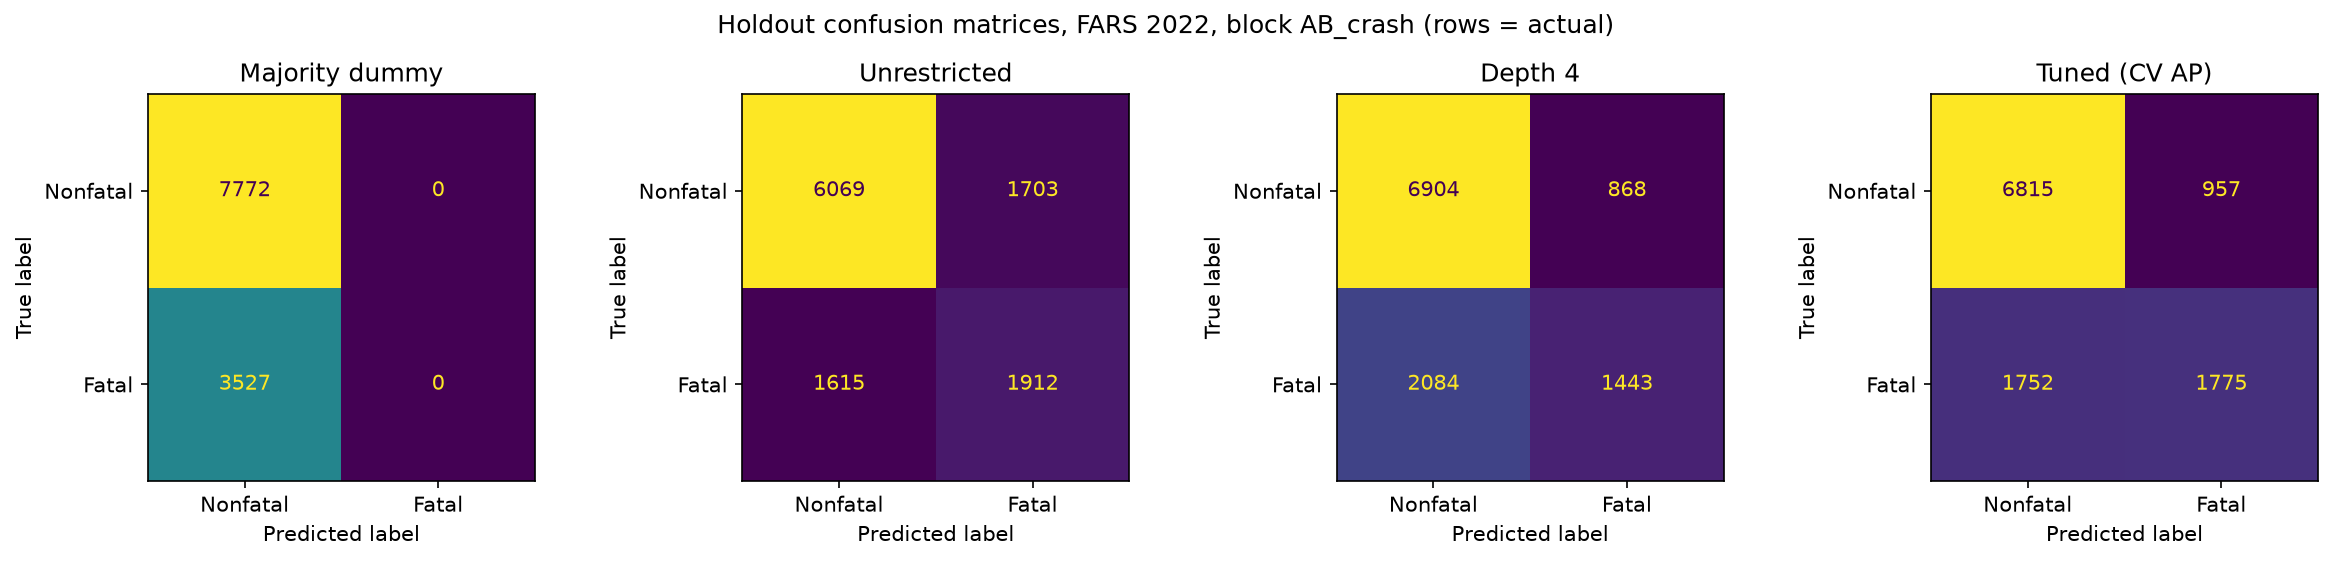 Holdout confusion matrices, FARS 2022, block AB_crash (rows = actual)
Majority dummy
True label
Nonfatal
Fatal
7772
0
3527
0
Nonfatal
Fatal
Predicted label
Unrestricted
True label
Nonfatal
Fatal
6069
1703
1615
1912
Nonfatal
Fatal
Predicted label
Depth 4
True label
Nonfatal
Fatal
6904
868
2084
1443
Nonfatal
Fatal
Predicted label
Tuned (CV AP)
True label
Nonfatal
Fatal
6815
957
1752
1775
Nonfatal
Fatal
Predicted label